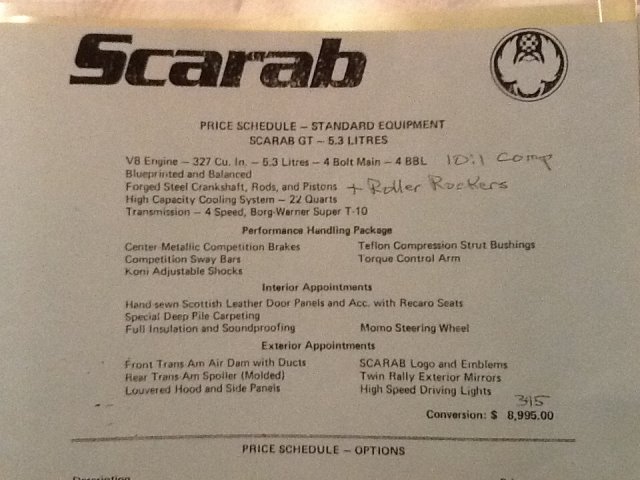 Scarab
PRICE SCHEDULE – STANDARD EQUIPMENT
SCARAB GT – 5.3 LITRES
V8 Engine – 327 Cu. In. – 5.3 Litres – 4 Bolt Main – 4 BBL 10:1 Comp
Blueprinted and Balanced
Forged Steel Crankshaft, Rods, and Pistons + Roller Rockers
High Capacity Cooling System – 22 Quarts
Transmission – 4 Speed, Borg-Warner Super T-10
Performance Handling Package
Center Metallic Competition Brakes Teflon Compression Strut Bushings
Competition Sway Bars Torque Control Arm
Koni Adjustable Shocks
Interior Appointments
Hand sewn Scottish Leather Door Panels and Acc. with Recaro Seats
Special Deep Pile Carpeting
Full Insulation and Soundproofing Momo Steering Wheel
Exterior Appointments
Front Trans Am Air Dam with Ducts SCARAB Logo and Emblems
Rear Trans Am Spoiler (Molded) Twin Rally Exterior Mirrors
Louvered Hood and Side Panels High Speed Driving Lights
345
Conversion: $ 8,995.00
PRICE SCHEDULE – OPTIONS
Description